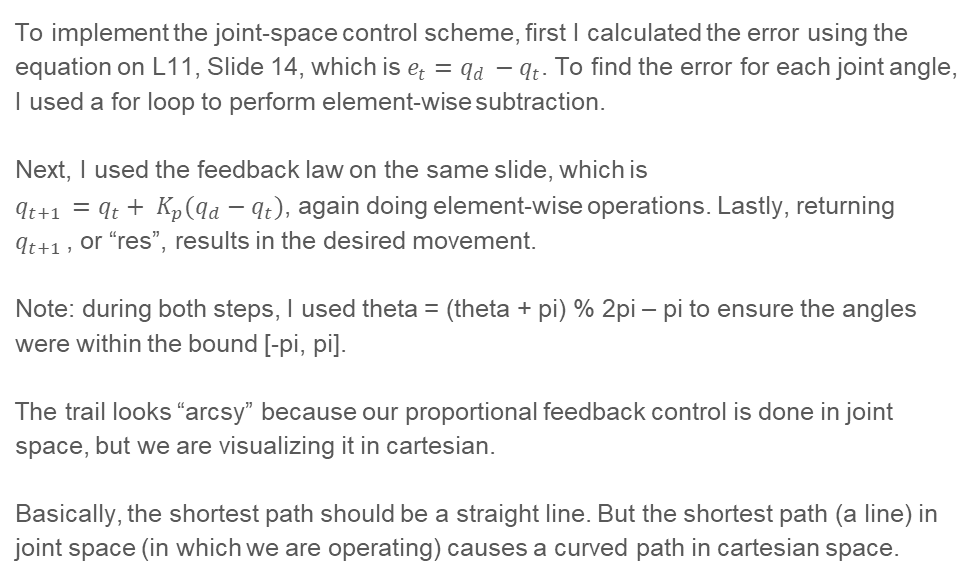 To implement the joint-space control scheme, first I calculated the error using the
equation on L11, Slide 14, which is eₜ = q_d − qₜ. To find the error for each joint angle,
I used a for loop to perform element-wise subtraction.
Next, I used the feedback law on the same slide, which is
qₜ₊₁ = qₜ + Kₚ(q_d − qₜ), again doing element-wise operations. Lastly, returning
qₜ₊₁ , or “res”, results in the desired movement.
Note: during both steps, I used theta = (theta + pi) % 2pi – pi to ensure the angles
were within the bound [-pi, pi].
The trail looks “arcsy” because our proportional feedback control is done in joint
space, but we are visualizing it in cartesian.
Basically, the shortest path should be a straight line. But the shortest path (a line) in
joint space (in which we are operating) causes a curved path in cartesian space.